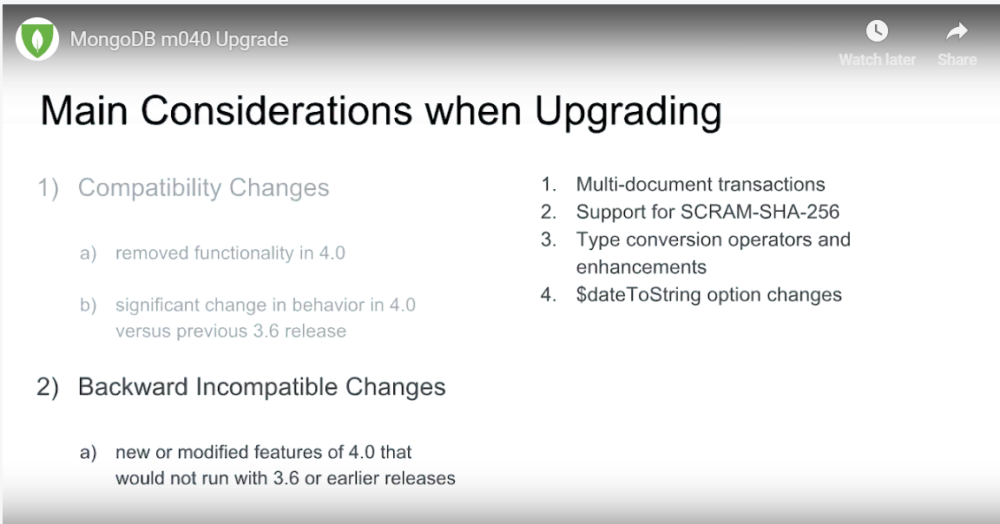 MongoDB m040 Upgrade
Watch later
Share
Main Considerations when Upgrading
1) Compatibility Changes
a) removed functionality in 4.0
b) significant change in behavior in 4.0
versus previous 3.6 release
2) Backward Incompatible Changes
a) new or modified features of 4.0 that
would not run with 3.6 or earlier releases
1. Multi-document transactions
2. Support for SCRAM-SHA-256
3. Type conversion operators and
enhancements
4. $dateToString option changes